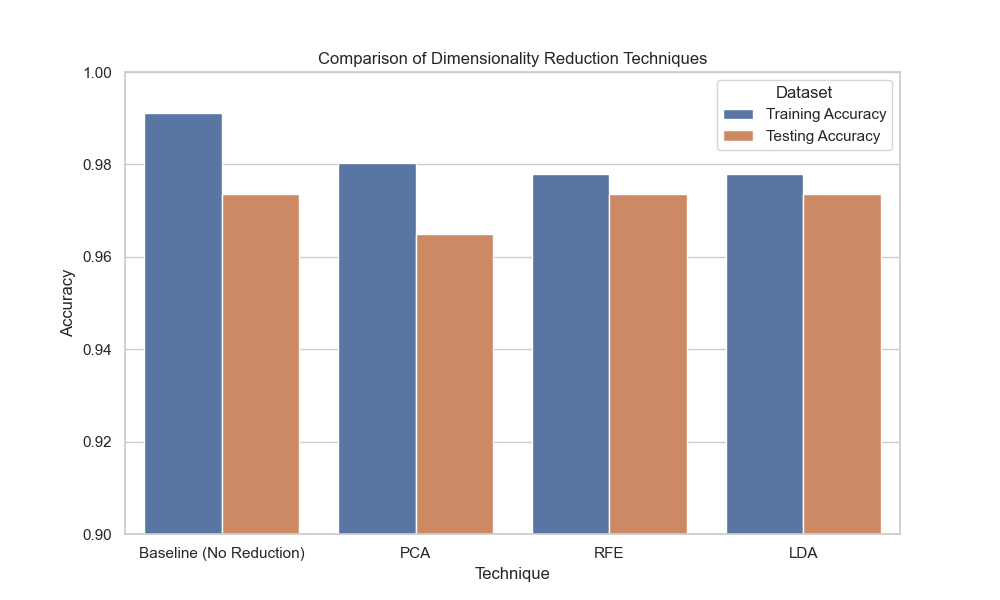 Comparison of Dimensionality Reduction Techniques
1.00
0.98
0.96
0.94
0.92
0.90
Accuracy
Dataset
Training Accuracy
Testing Accuracy
Baseline (No Reduction)
PCA
RFE
LDA
Technique